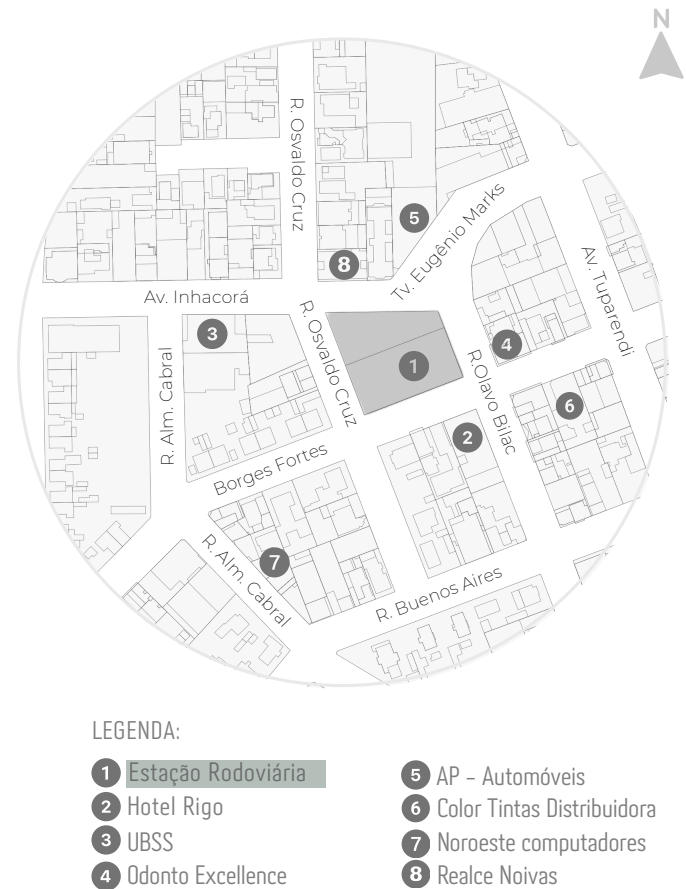 N
R. Osvaldo Cruz
5
Tv. Eugênio Marks
8
Av. Inhacorá
Av. Tuparendi
3
R. Osvaldo Cruz
4
R. Alm. Cabral
1
R.Olavo Bilac
6
2
Borges Fortes
7
R. Alm. Cabral
R. Buenos Aires
LEGENDA:
1 Estação Rodoviária
2 Hotel Rigo
3 UBSS
4 Odonto Excellence
5 AP - Automóveis
6 Color Tintas Distribuidora
7 Noroeste computadores
8 Realce Noivas